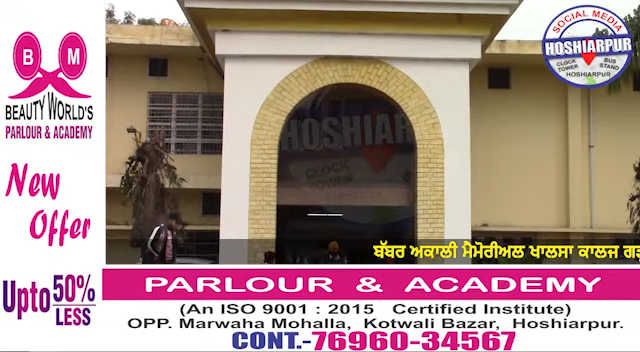 B M
BEAUTY WORLD'S
PARLOUR & ACADEMY
New
Offer
Upto 50%
LESS
SOCIAL MEDIA
HOSHIARPUR
CLOCK TOWER
BUS STAND
HOSHIARPUR
HOSHIAR
CLOCK
TOWER
ਬੱਬਰ ਅਕਾਲੀ ਮੈਮੋਰੀਅਲ ਖਾਲਸਾ ਕਾਲਜ
PARLOUR & ACADEMY
(An ISO 9001 : 2015 Certified Institute)
OPP. Marwaha Mohalla, Kotwali Bazar, Hoshiarpur.
CONT.-76960-34567